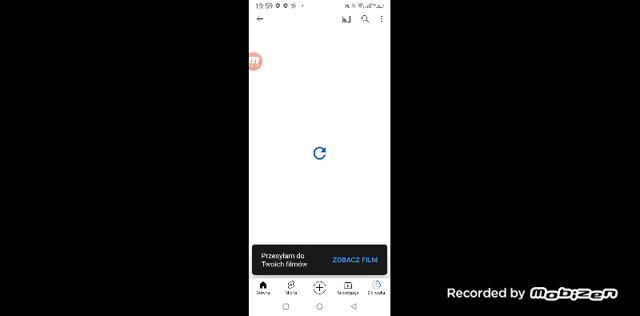 19:59
Przesyłam do
Twoich filmów
ZOBACZ FILM
Główna
Shorts
Subskrypcje
Recorded by mobizen